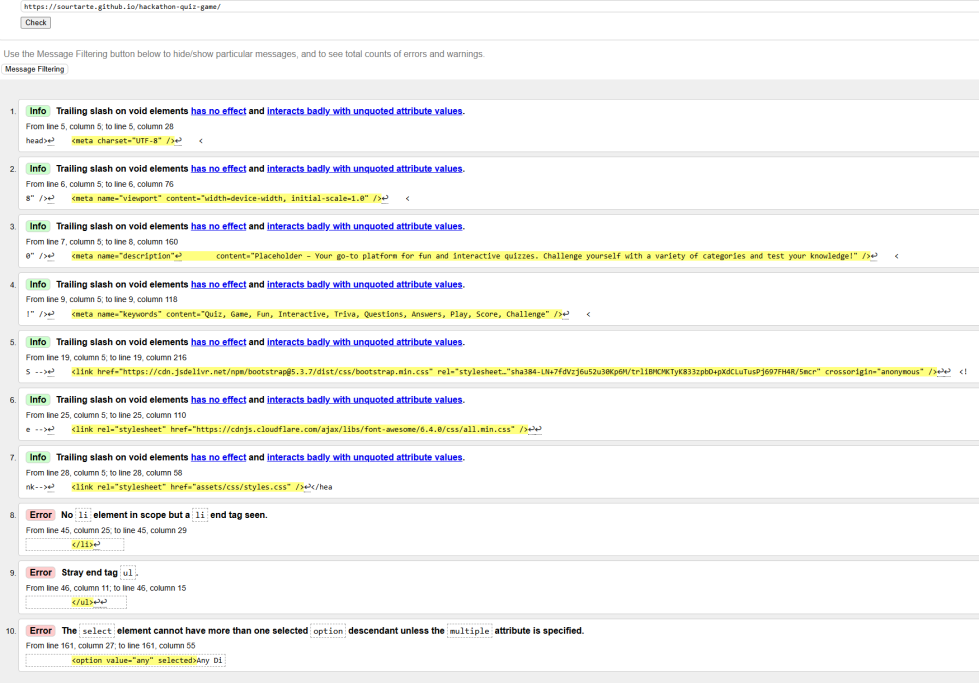 https://sourtarte.github.io/hackathon-quiz-game/
Check
Use the Message Filtering button below to hide/show particular messages, and to see total counts of errors and warnings.
Message Filtering
1. Info Trailing slash on void elements has no effect and interacts badly with unquoted attribute values.
From line 5, column 5; to line 5, column 28
head>↩ <meta charset="UTF-8" />↩ <
2. Info Trailing slash on void elements has no effect and interacts badly with unquoted attribute values.
From line 6, column 5; to line 6, column 76
8" />↩ <meta name="viewport" content="width=device-width, initial-scale=1.0" />↩ <
3. Info Trailing slash on void elements has no effect and interacts badly with unquoted attribute values.
From line 7, column 5; to line 8, column 160
0" />↩ <meta name="description"↩ content="Placeholder – Your go-to platform for fun and interactive quizzes. Challenge yourself with a variety of categories and test your knowledge!" />↩ <
4. Info Trailing slash on void elements has no effect and interacts badly with unquoted attribute values.
From line 9, column 5; to line 9, column 118
!" />↩ <meta name="keywords" content="Quiz, Game, Fun, Interactive, Triva, Questions, Answers, Play, Score, Challenge" />↩ <
5. Info Trailing slash on void elements has no effect and interacts badly with unquoted attribute values.
From line 19, column 5; to line 19, column 216
S -->↩ <link href="https://cdn.jsdelivr.net/npm/bootstrap@5.3.7/dist/css/bootstrap.min.css" rel="stylesheet…"sha384-LN+7fdVzj6u52u30Kp6M/trliBMCMKTyK833zpbD+pXdCLuTusPj697FH4R/5mcr" crossorigin="anonymous" />↩↩ <!
6. Info Trailing slash on void elements has no effect and interacts badly with unquoted attribute values.
From line 25, column 5; to line 25, column 110
e -->↩ <link rel="stylesheet" href="https://cdnjs.cloudflare.com/ajax/libs/font-awesome/6.4.0/css/all.min.css" />↩↩
7. Info Trailing slash on void elements has no effect and interacts badly with unquoted attribute values.
From line 28, column 5; to line 28, column 58
nk-->↩ <link rel="stylesheet" href="assets/css/styles.css" />↩</hea
8. Error No li element in scope but a li end tag seen.
From line 45, column 25; to line 45, column 29
</li>↩
9. Error Stray end tag ul.
From line 46, column 11; to line 46, column 15
</ul>↩↩
10. Error The select element cannot have more than one selected option descendant unless the multiple attribute is specified.
From line 161, column 27; to line 161, column 55
<option value="any" selected>Any Di